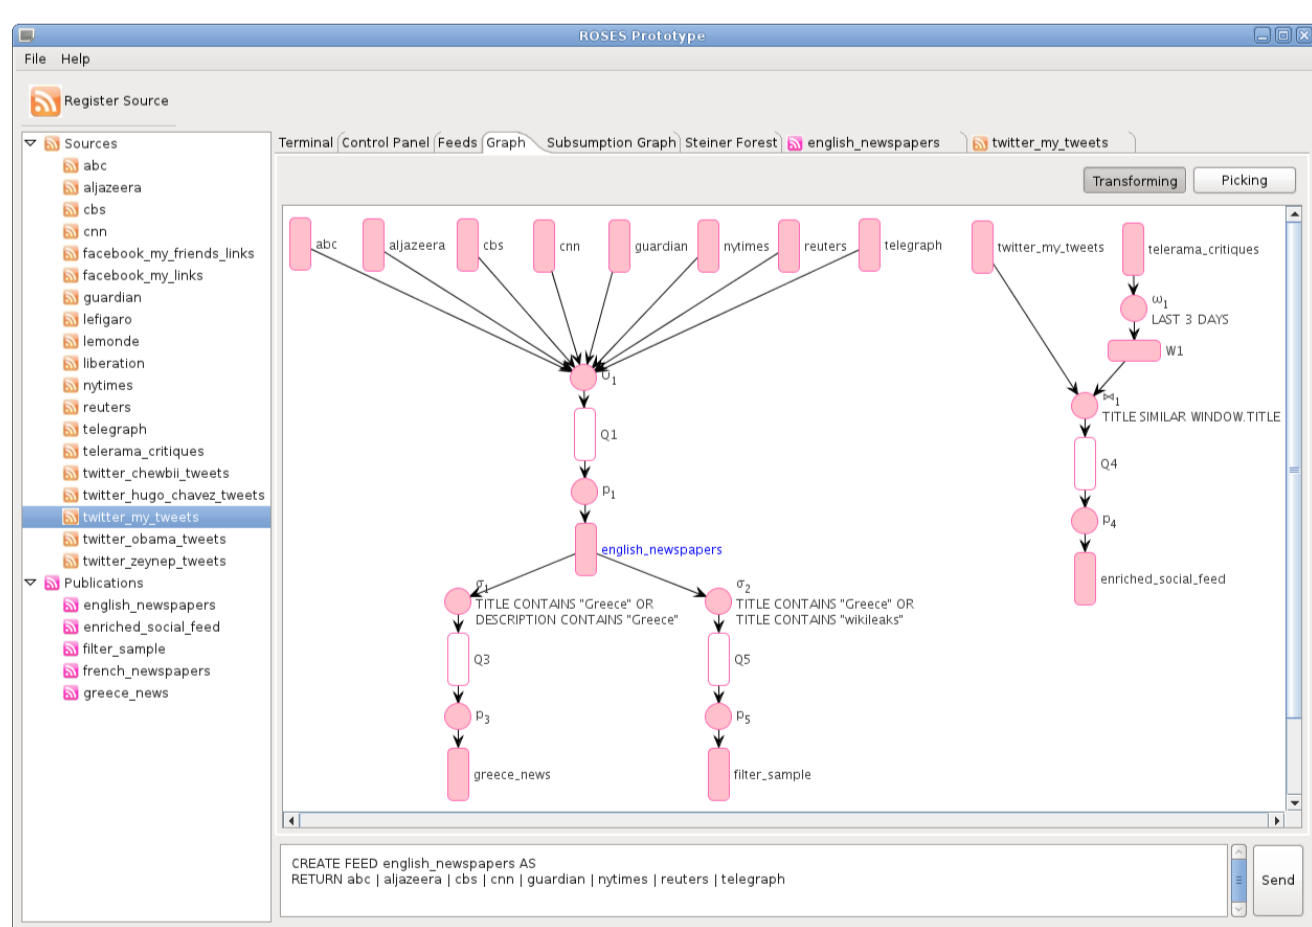 ROSES Prototype
File Help
Register Source
Sources
abc
aljazeera
cbs
cnn
facebook_my_friends_links
facebook_my_links
guardian
lefigaro
lemonde
liberation
nytimes
reuters
telegraph
telerama_critiques
twitter_chewbii_tweets
twitter_hugo_chavez_tweets
twitter_my_tweets
twitter_obama_tweets
twitter_zeynep_tweets
Publications
english_newspapers
enriched_social_feed
filter_sample
french_newspapers
greece_news
Terminal Control Panel Feeds Graph Subsumption Graph Steiner Forest english_newspapers twitter_my_tweets
Transforming Picking
abc aljazeera cbs cnn guardian nytimes reuters telegraph twitter_my_tweets telerama_critiques
ω1
LAST 3 DAYS
W1
∪1
⋈1
TITLE SIMILAR WINDOW.TITLE
Q1
Q4
p1
p4
english_newspapers
enriched_social_feed
σ1
TITLE CONTAINS "Greece" OR
DESCRIPTION CONTAINS "Greece"
σ2
TITLE CONTAINS "Greece" OR
TITLE CONTAINS "wikileaks"
Q3
Q5
p3
p5
greece_news
filter_sample
CREATE FEED english_newspapers AS
RETURN abc | aljazeera | cbs | cnn | guardian | nytimes | reuters | telegraph
Send